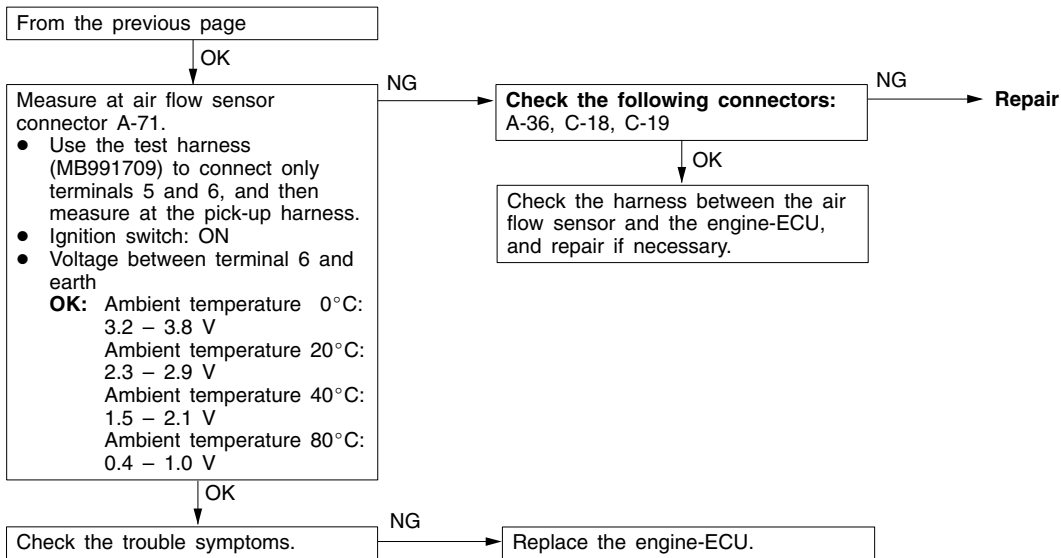 From the previous page
OK
Measure at air flow sensor
connector A-71.
● Use the test harness
(MB991709) to connect only
terminals 5 and 6, and then
measure at the pick-up harness.
● Ignition switch: ON
● Voltage between terminal 6 and
earth
OK: Ambient temperature 0°C:
3.2 – 3.8 V
Ambient temperature 20°C:
2.3 – 2.9 V
Ambient temperature 40°C:
1.5 – 2.1 V
Ambient temperature 80°C:
0.4 – 1.0 V
NG
Check the following connectors:
A-36, C-18, C-19
NG
Repair
OK
Check the harness between the air
flow sensor and the engine-ECU,
and repair if necessary.
OK
Check the trouble symptoms.
NG
Replace the engine-ECU.